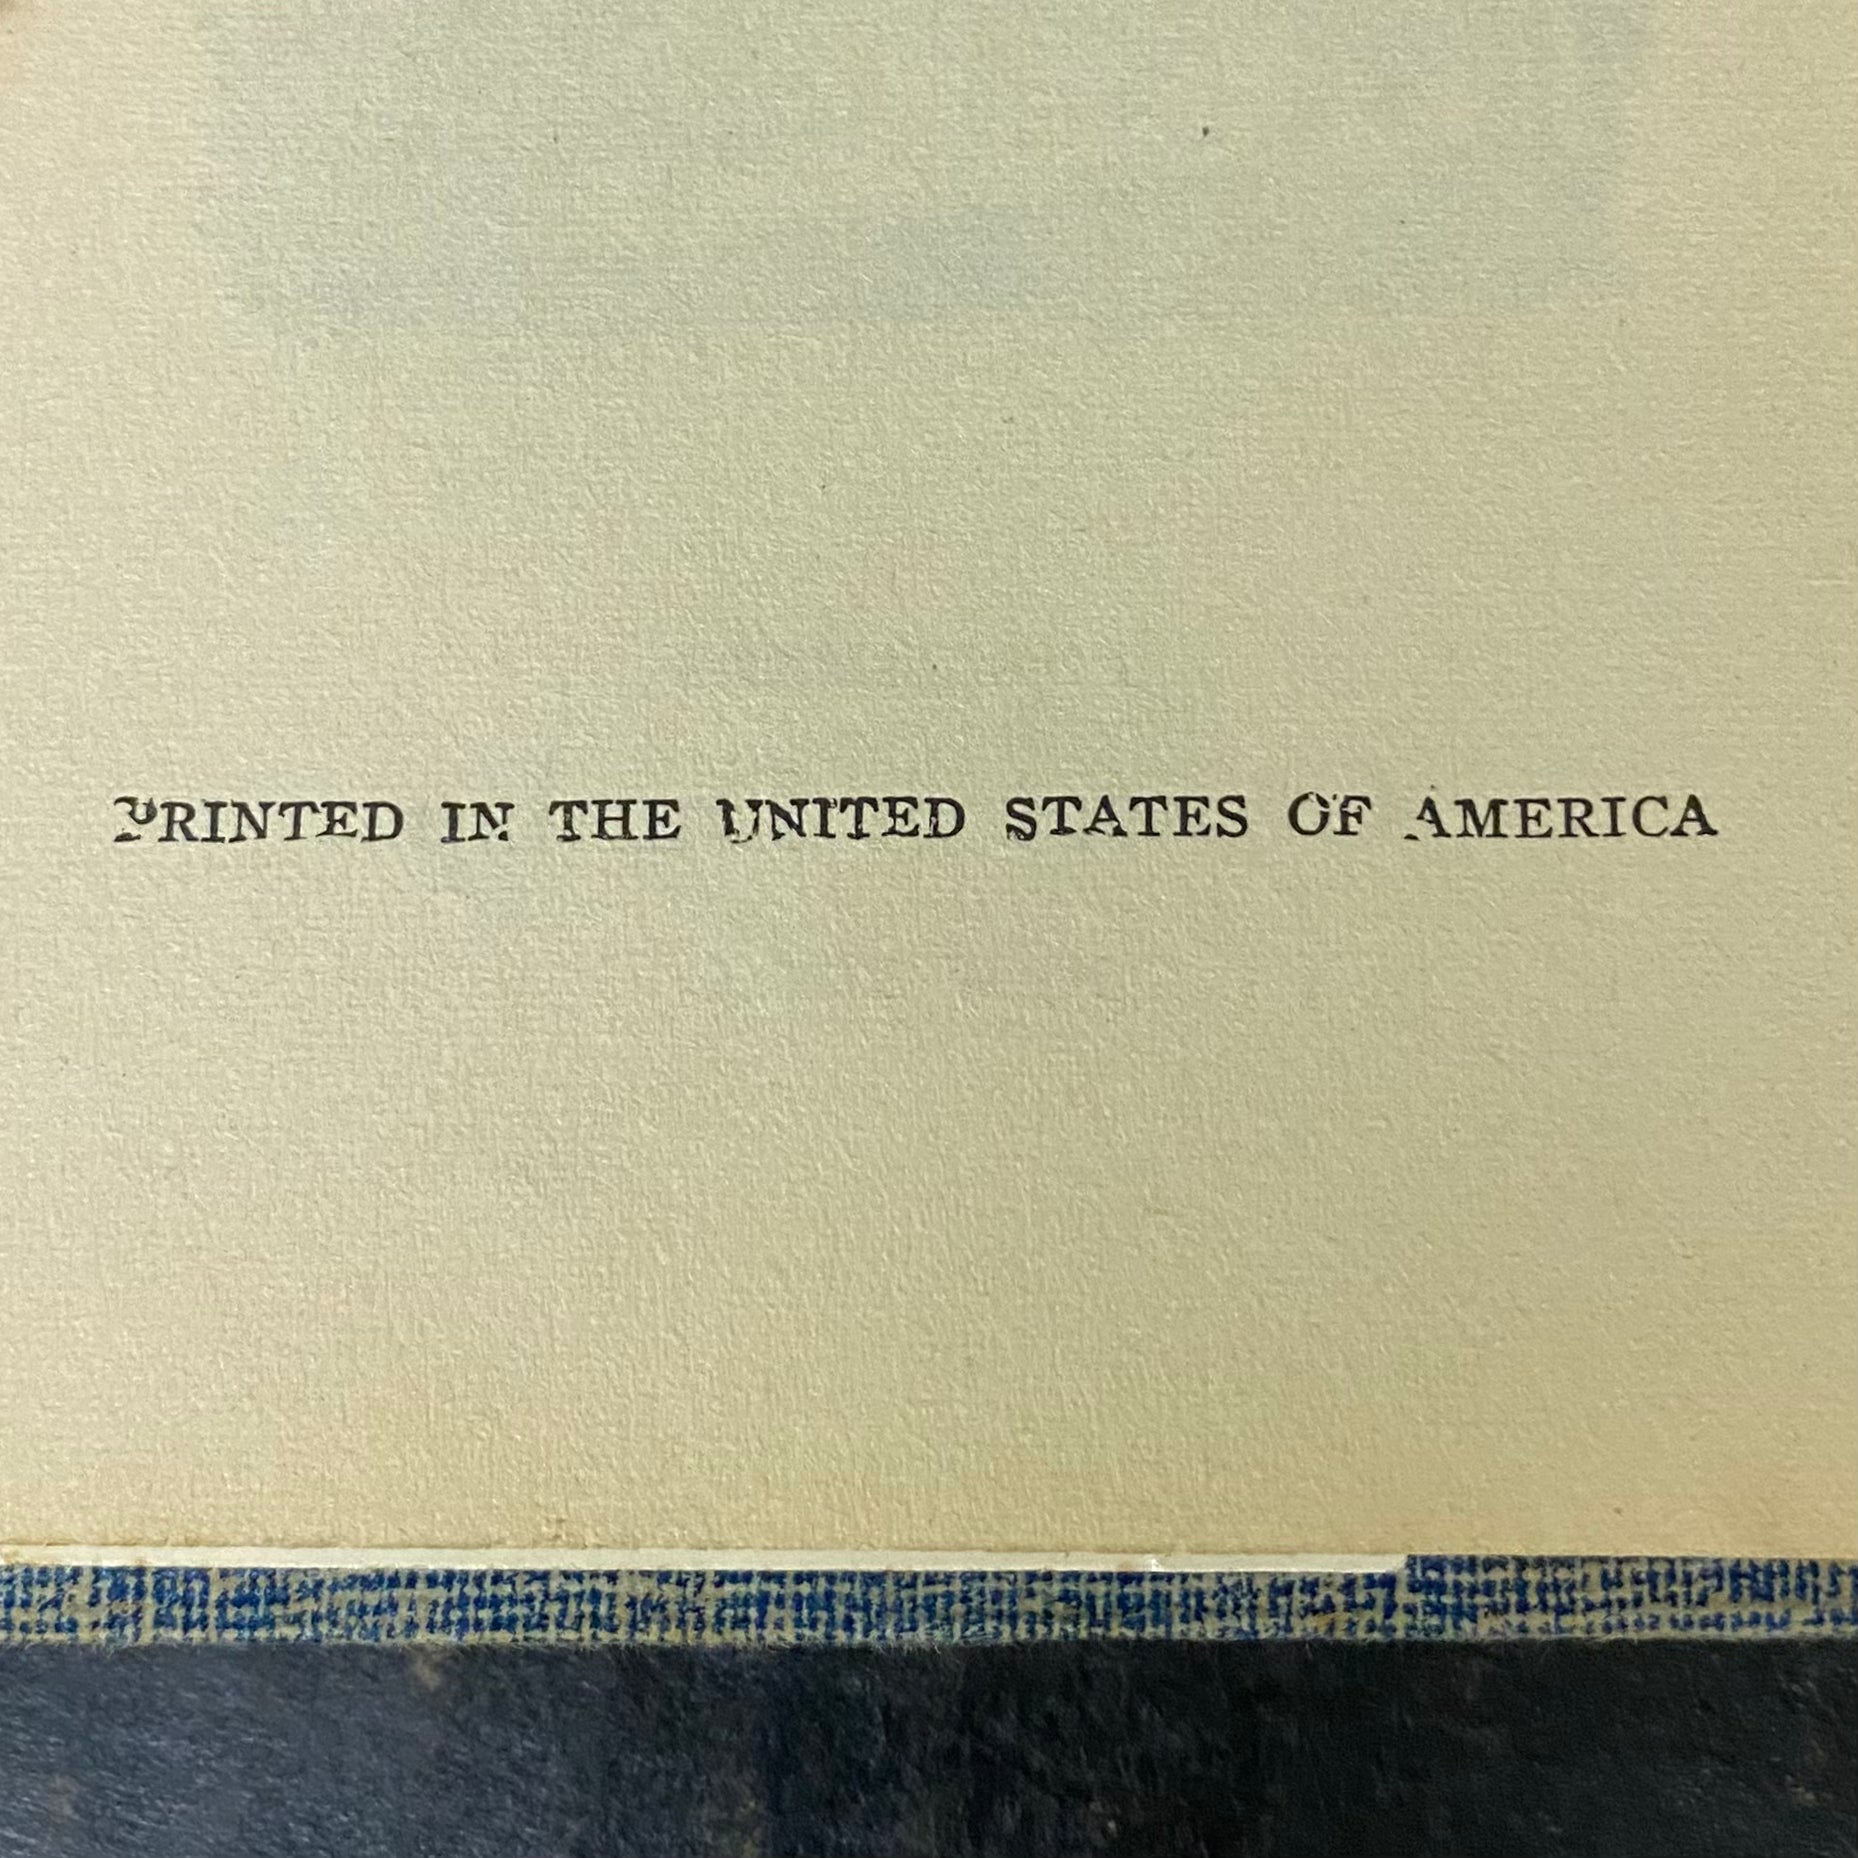 PRINTED IN THE UNITED STATES OF AMERICA